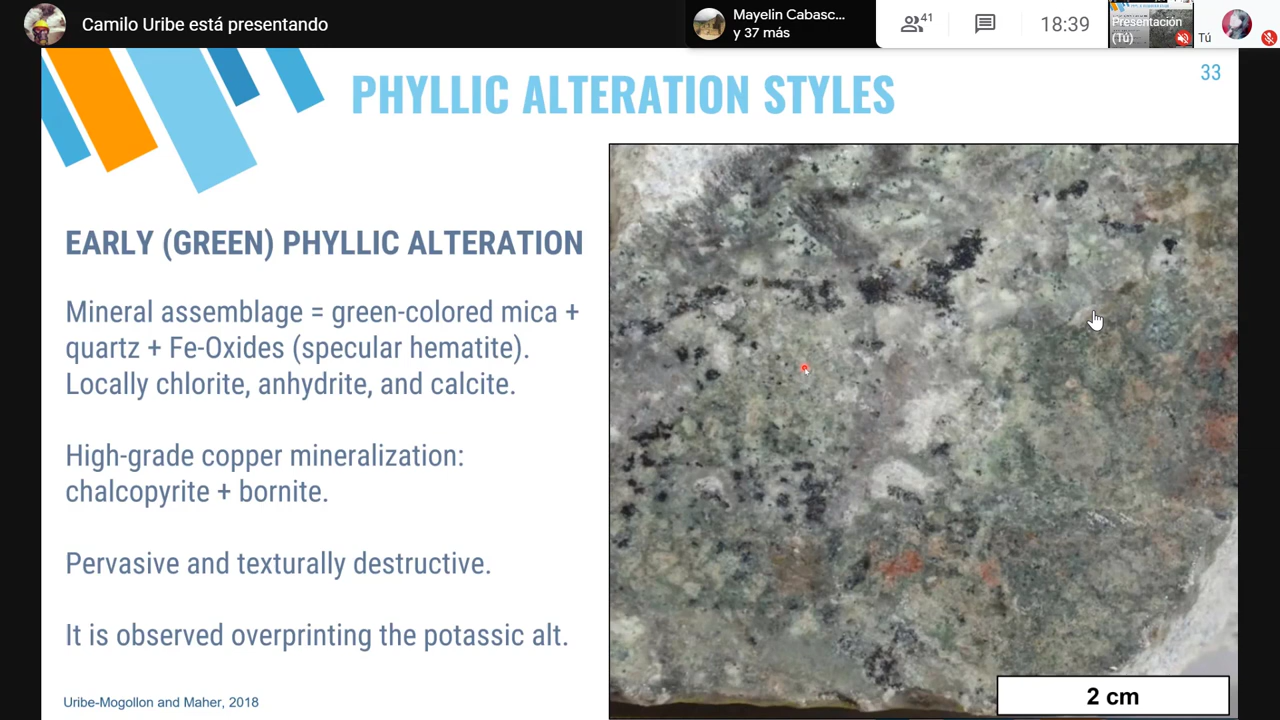 Camilo Uribe está presentando
Mayelin Cabasc...
y 37 más
41
18:39
Presentación
(Tú)
Tú
PHYLLIC ALTERATION STYLES
33
EARLY (GREEN) PHYLLIC ALTERATION
Mineral assemblage = green-colored mica +
quartz + Fe-Oxides (specular hematite).
Locally chlorite, anhydrite, and calcite.
High-grade copper mineralization:
chalcopyrite + bornite.
Pervasive and texturally destructive.
It is observed overprinting the potassic alt.
Uribe-Mogollon and Maher, 2018
2 cm